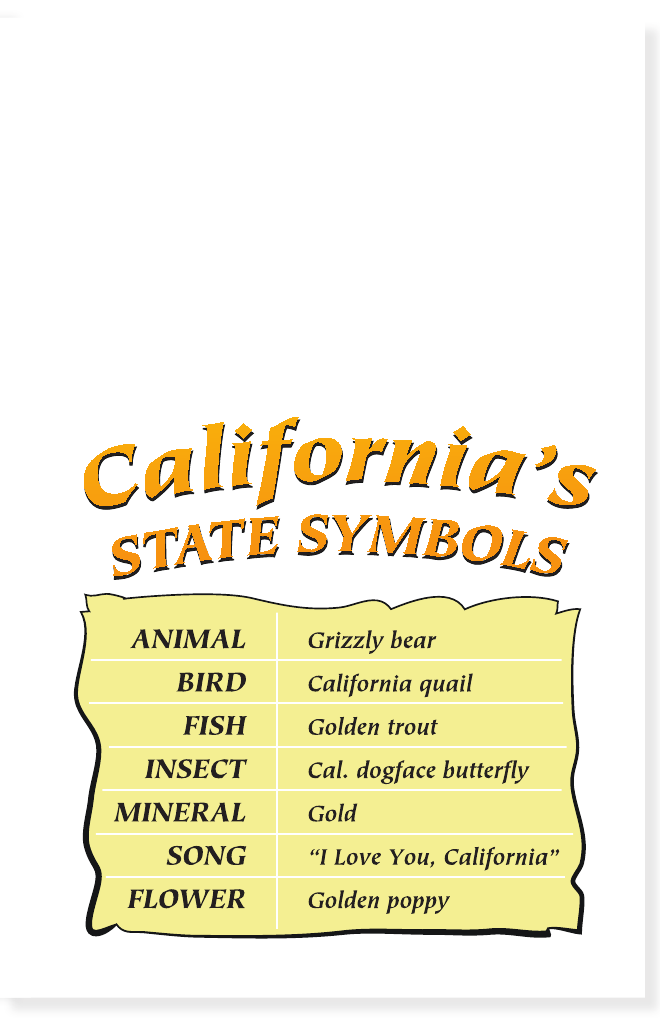 California's
STATE SYMBOLS
ANIMAL Grizzly bear
BIRD California quail
FISH Golden trout
INSECT Cal. dogface butterfly
MINERAL Gold
SONG “I Love You, California”
FLOWER Golden poppy